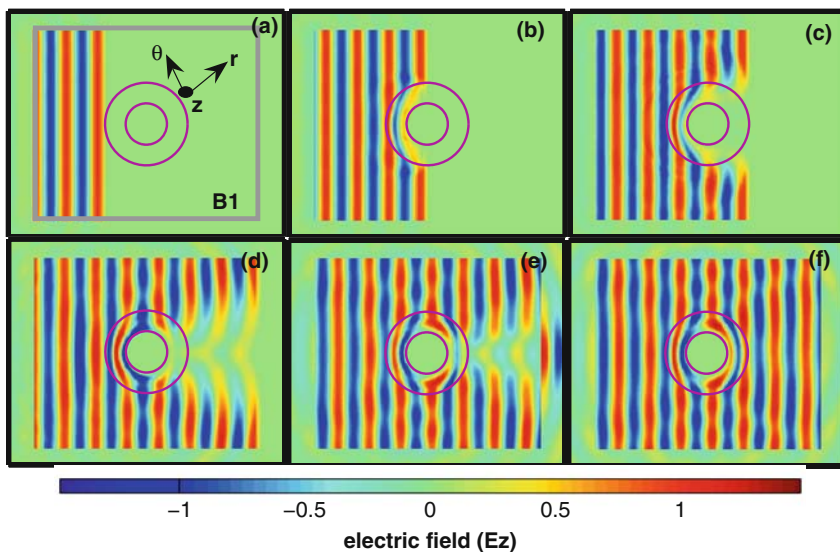 (a)
θ
r
z
B1
(b)
(c)
(d)
(e)
(f)
−1
−0.5
0
0.5
1
electric field (Ez)